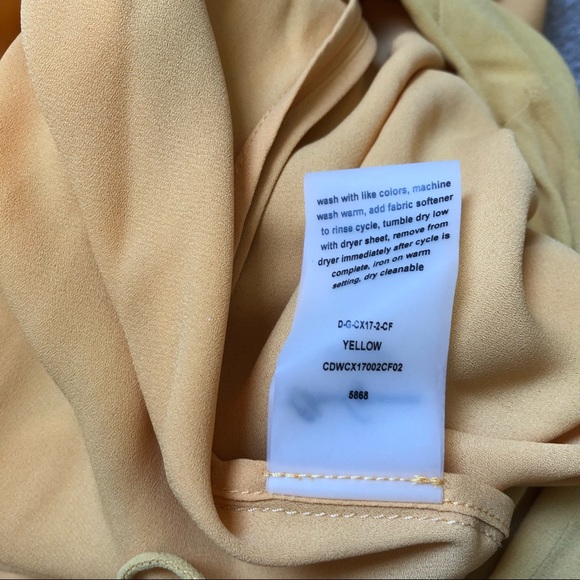 wash with like colors, machine
wash warm, add fabric softener
to rinse cycle, tumble dry low
with dryer sheet, remove from
dryer immediately after cycle is
complete, iron on warm
setting, dry cleanable
D-G-CX17-2-CF
YELLOW
CDWCX17002CF02
5868